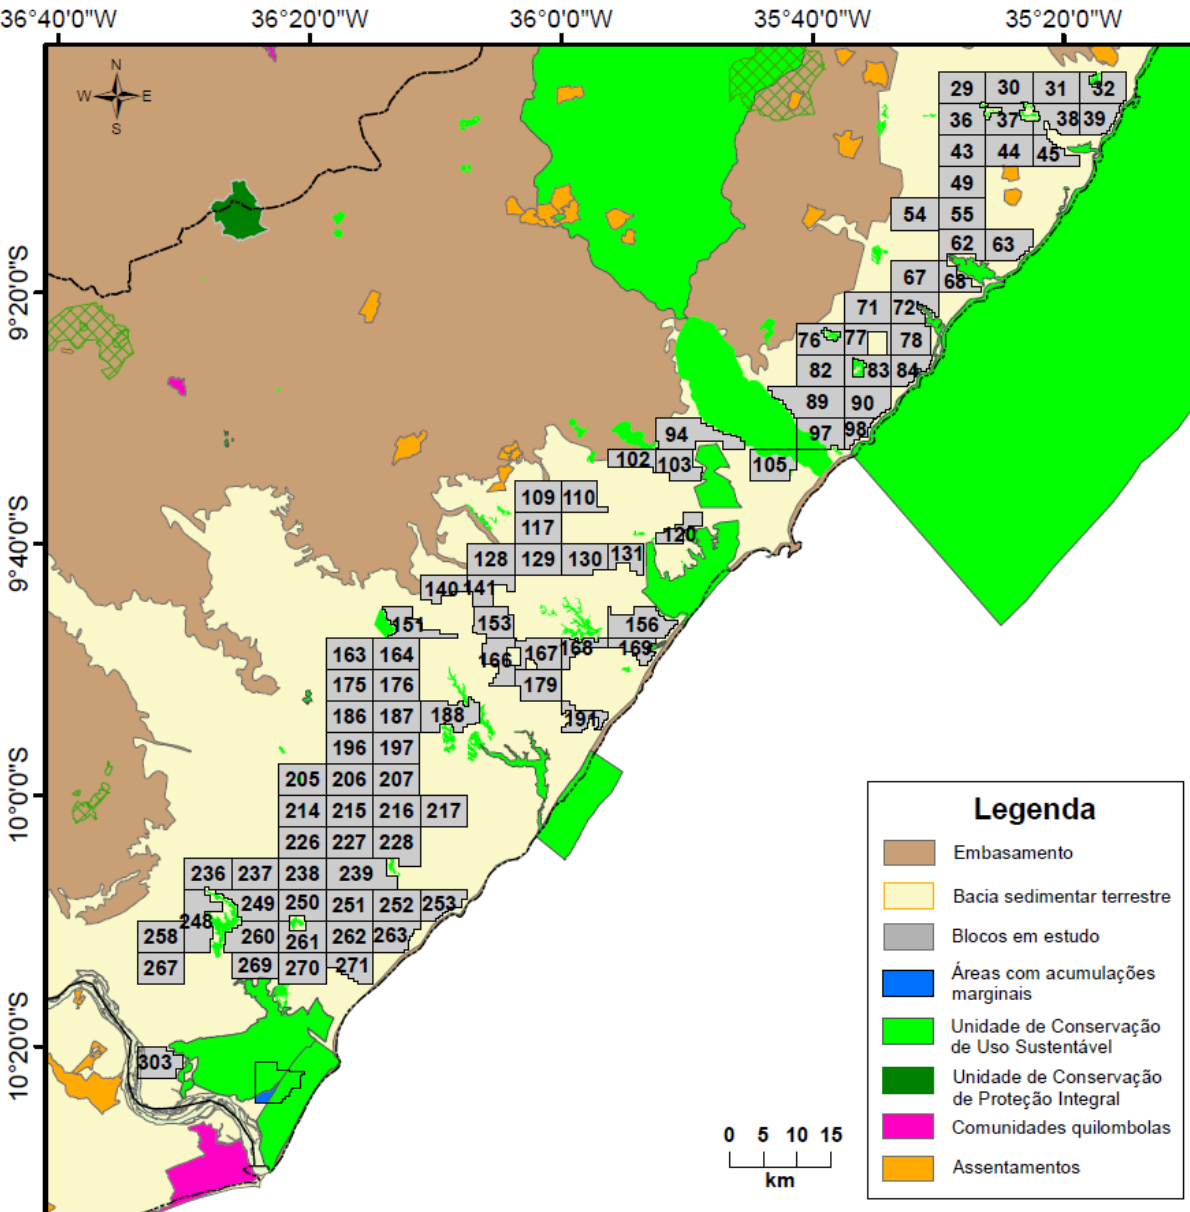 36°40'0"W 36°20'0"W 36°0'0"W 35°40'0"W 35°20'0"W
N
W E
S
29 30 31 32
36 37 38 39
43 44 45
49
54 55
62 63
9°20'0"S
67 68
71 72
76 77 78
82 83 84
89 90
94 97 98
102 103 105
109 110
117 120
9°40'0"S
128 129 130 131
140 141
151 153 156
163 164 166 167 168 169
175 176 179
186 187 188 191
196 197
205 206 207
10°0'0"S
214 215 216 217
226 227 228
236 237 238 239
248 249 250 251 252 253
258 260 261 262 263
267 269 270 271
10°20'0"S
303
0 5 10 15
km
Legenda
Embasamento
Bacia sedimentar terrestre
Blocos em estudo
Áreas com acumulações
marginais
Unidade de Conservação
de Uso Sustentável
Unidade de Conservação
de Proteção Integral
Comunidades quilombolas
Assentamentos